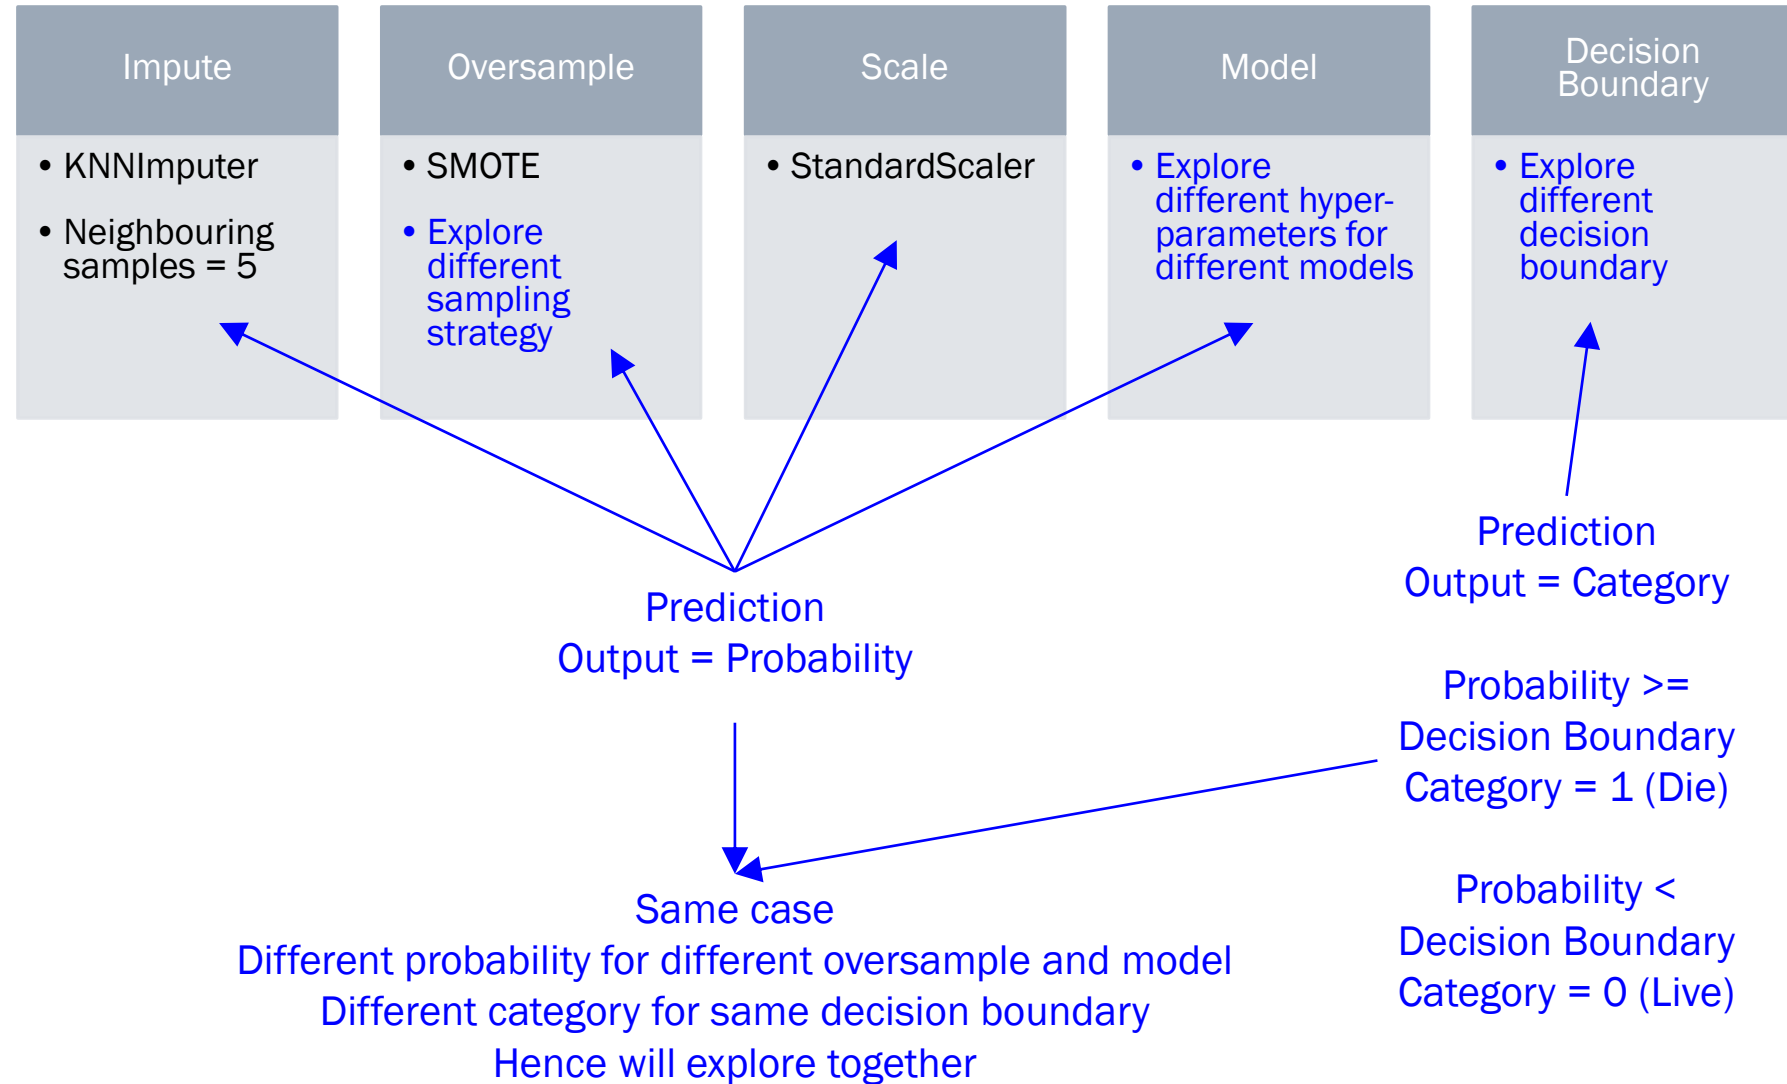 Impute
• KNNImputer
• Neighbouring
samples = 5
Oversample
• SMOTE
• Explore
different
sampling
strategy
Scale
• StandardScaler
Model
• Explore
different hyper-
parameters for
different models
Decision
Boundary
• Explore
different
decision
boundary
Prediction
Output = Probability
Prediction
Output = Category
Probability >=
Decision Boundary
Category = 1 (Die)
Probability <
Decision Boundary
Category = 0 (Live)
Same case
Different probability for different oversample and model
Different category for same decision boundary
Hence will explore together